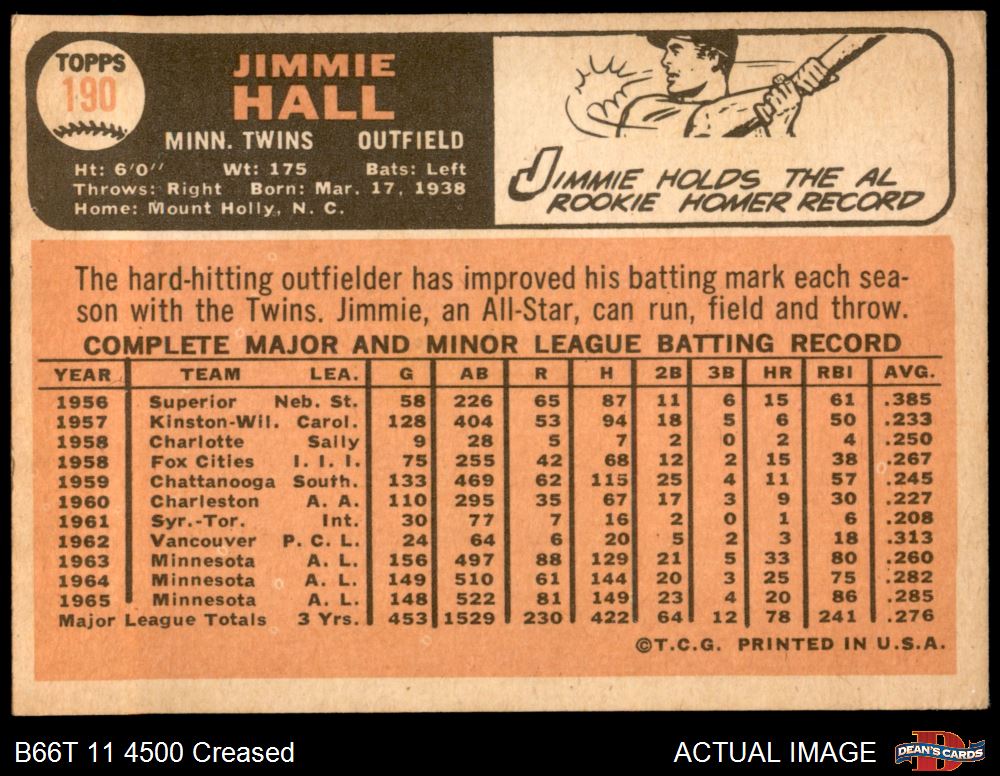 TOPPS
190
JIMMIE
HALL
MINN. TWINS OUTFIELD
Ht: 6'0'' Wt: 175 Bats: Left
Throws: Right Born: Mar. 17, 1938
Home: Mount Holly, N. C.
JIMMIE HOLDS THE AL
ROOKIE HOMER RECORD
The hard-hitting outfielder has improved his batting mark each sea-
son with the Twins. Jimmie, an All-Star, can run, field and throw.
COMPLETE MAJOR AND MINOR LEAGUE BATTING RECORD
YEAR TEAM LEA. G AB R H 2B 3B HR RBI AVG.
1956 Superior Neb. St. 58 226 65 87 11 6 15 61 .385
1957 Kinston-Wil. Carol. 128 404 53 94 18 5 6 50 .233
1958 Charlotte Sally 9 28 5 7 2 0 2 4 .250
1958 Fox Cities I. I. I. 75 255 42 68 12 2 15 38 .267
1959 Chattanooga South. 133 469 62 115 25 4 11 57 .245
1960 Charleston A. A. 110 295 35 67 17 3 9 30 .227
1961 Syr.-Tor. Int. 30 77 7 16 2 0 1 6 .208
1962 Vancouver P. C. L. 24 64 6 20 5 2 3 18 .313
1963 Minnesota A. L. 156 497 88 129 21 5 33 80 .260
1964 Minnesota A. L. 149 510 61 144 20 3 25 75 .282
1965 Minnesota A. L. 148 522 81 149 23 4 20 86 .285
Major League Totals 3 Yrs. 453 1529 230 422 64 12 78 241 .276
©T.C.G. PRINTED IN U.S.A.
B66T 11 4500 Creased ACTUAL IMAGE
D
DEAN'S CARDS